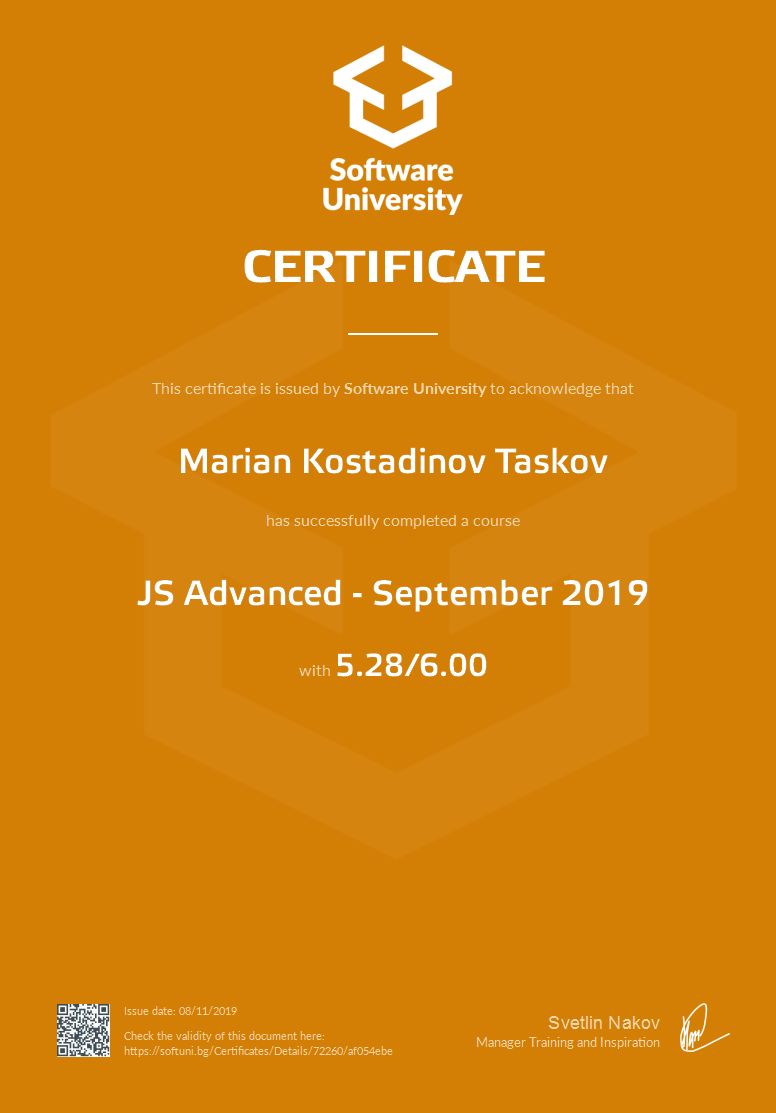 Software
University
CERTIFICATE
This certificate is issued by Software University to acknowledge that
Marian Kostadinov Taskov
has successfully completed a course
JS Advanced - September 2019
with 5.28/6.00
Issue date: 08/11/2019
Check the validity of this document here:
https://softuni.bg/Certificates/Details/72260/af054ebe
Svetlin Nakov
Manager Training and Inspiration